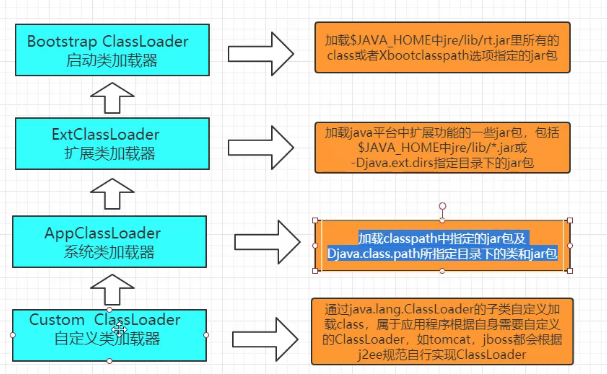 Bootstrap ClassLoader
启动类加载器
加载$JAVA_HOME中jre/lib/rt.jar里所有的
class或者Xbootclasspath选项指定的jar包
ExtClassLoader
扩展类加载器
加载java平台中扩展功能的一些jar包，包括
$JAVA_HOME中jre/lib/*.jar或
-Djava.ext.dirs指定目录下的jar包
AppClassLoader
系统类加载器
加载classpath中指定的jar包及
Djava.class.path所指定目录下的类和jar包
Custom ClassLoader
自定义类加载器
通过java.lang.ClassLoader的子类自定义加
载class，属于应用程序根据自身需要自定义
的ClassLoader，如tomcat，jboss都会根据
j2ee规范自行实现ClassLoader